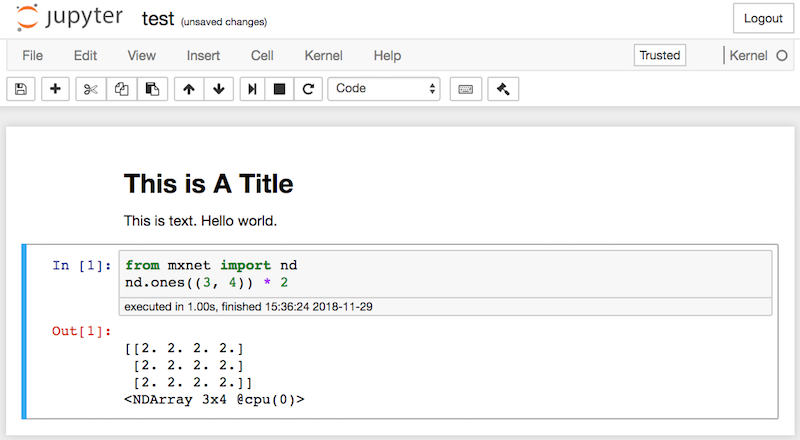 jupyter test (unsaved changes) Logout
File Edit View Insert Cell Kernel Help Trusted Kernel
Code
This is A Title
This is text. Hello world.
In [1]: from mxnet import nd
nd.ones((3, 4)) * 2
executed in 1.00s, finished 15:36:24 2018-11-29
Out[1]:
[[2. 2. 2. 2.]
 [2. 2. 2. 2.]
 [2. 2. 2. 2.]]
<NDArray 3x4 @cpu(0)>